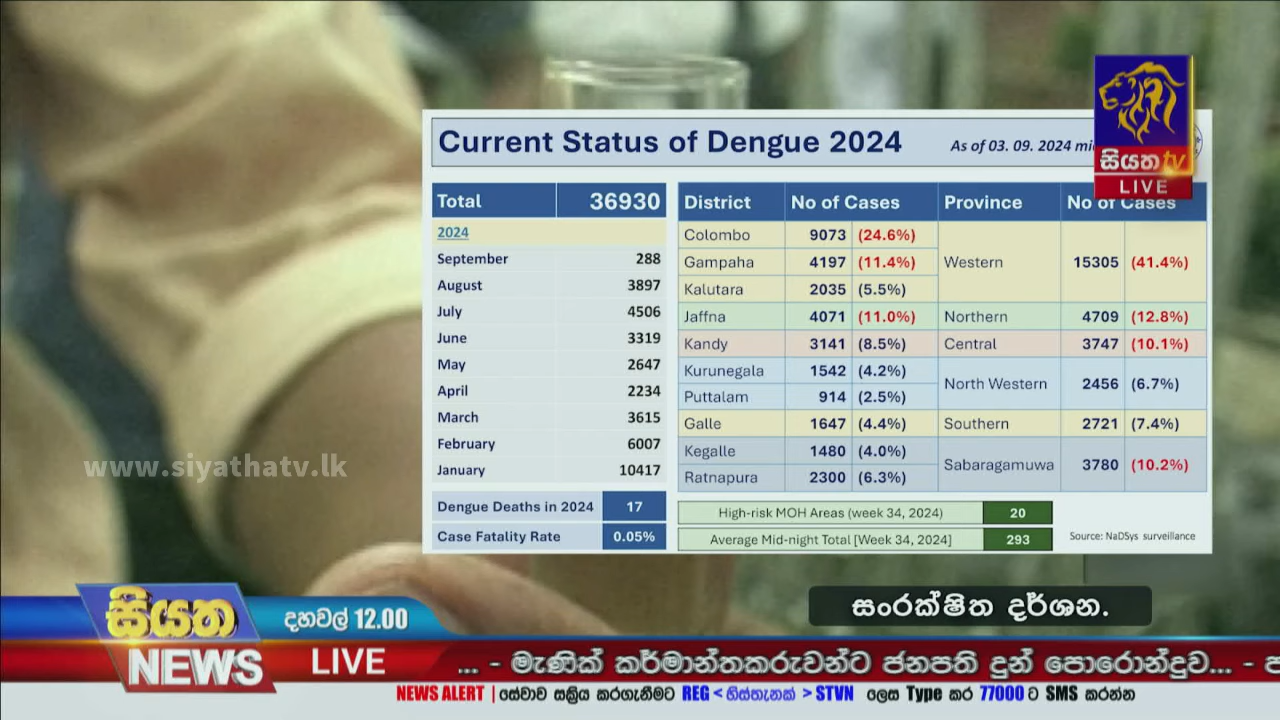 සියත tv
LIVE
Current Status of Dengue 2024 As of 03. 09. 2024
Total 36930
2024
September 288
August 3897
July 4506
June 3319
May 2647
April 2234
March 3615
February 6007
January 10417
Dengue Deaths in 2024 17
Case Fatality Rate 0.05%
District No of Cases Province No of Cases
Colombo 9073 (24.6%)
Gampaha 4197 (11.4%) Western 15305 (41.4%)
Kalutara 2035 (5.5%)
Jaffna 4071 (11.0%) Northern 4709 (12.8%)
Kandy 3141 (8.5%) Central 3747 (10.1%)
Kurunegala 1542 (4.2%) North Western 2456 (6.7%)
Puttalam 914 (2.5%)
Galle 1647 (4.4%) Southern 2721 (7.4%)
Kegalle 1480 (4.0%) Sabaragamuwa 3780 (10.2%)
Ratnapura 2300 (6.3%)
High-risk MOH Areas (week 34, 2024) 20
Average Mid-night Total [Week 34, 2024] 293
Source: NaDSys surveillance
www.siyathatv.lk
සංරක්ෂිත දර්ශන.
සියත දහවල් 12.00
NEWS LIVE ... - මැණික් කර්මාන්තකරුවන්ට ජනපති දුන් පොරොන්දුව... -
NEWS ALERT | සේවාව සක්‍රිය කරගැනීමට REG < හිස්තැනක් > STVN ලෙස Type කර 77000 ට SMS කරන්න